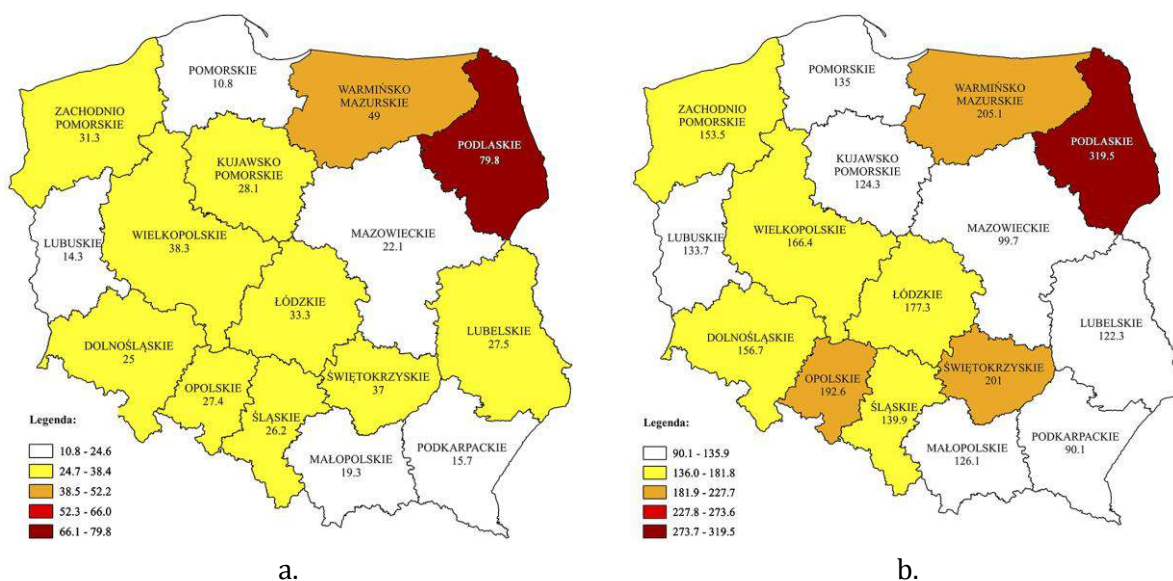 POMORSKIE
10.8
WARMIŃSKO
MAZURSKIE
49
ZACHODNIO
POMORSKIE
31.3
PODLASKIE
79.8
KUJAWSKO
POMORSKIE
28.1
MAZOWIECKIE
22.1
WIELKOPOLSKIE
38.3
LUBUSKIE
14.3
ŁÓDZKIE
33.3
LUBELSKIE
27.5
DOLNOŚLĄSKIE
25
ŚWIĘTOKRZYSKIE
37
OPOLSKIE
27.4
ŚLĄSKIE
26.2
PODKARPACKIE
15.7
MAŁOPOLSKIE
19.3
Legenda:
10.8 - 24.6
24.7 - 38.4
38.5 - 52.2
52.3 - 66.0
66.1 - 79.8
a.
POMORSKIE
135
WARMIŃSKO
MAZURSKIE
205.1
ZACHODNIO
POMORSKIE
153.5
PODLASKIE
319.5
KUJAWSKO
POMORSKIE
124.3
MAZOWIECKIE
99.7
WIELKOPOLSKIE
166.4
LUBUSKIE
133.7
ŁÓDZKIE
177.3
LUBELSKIE
122.3
DOLNOŚLĄSKIE
156.7
ŚWIĘTOKRZYSKIE
201
OPOLSKIE
192.6
ŚLĄSKIE
139.9
PODKARPACKIE
90.1
MAŁOPOLSKIE
126.1
Legenda:
90.1 - 135.9
136.0 - 181.8
181.9 - 227.7
227.8 - 273.6
273.7 - 319.5
b.